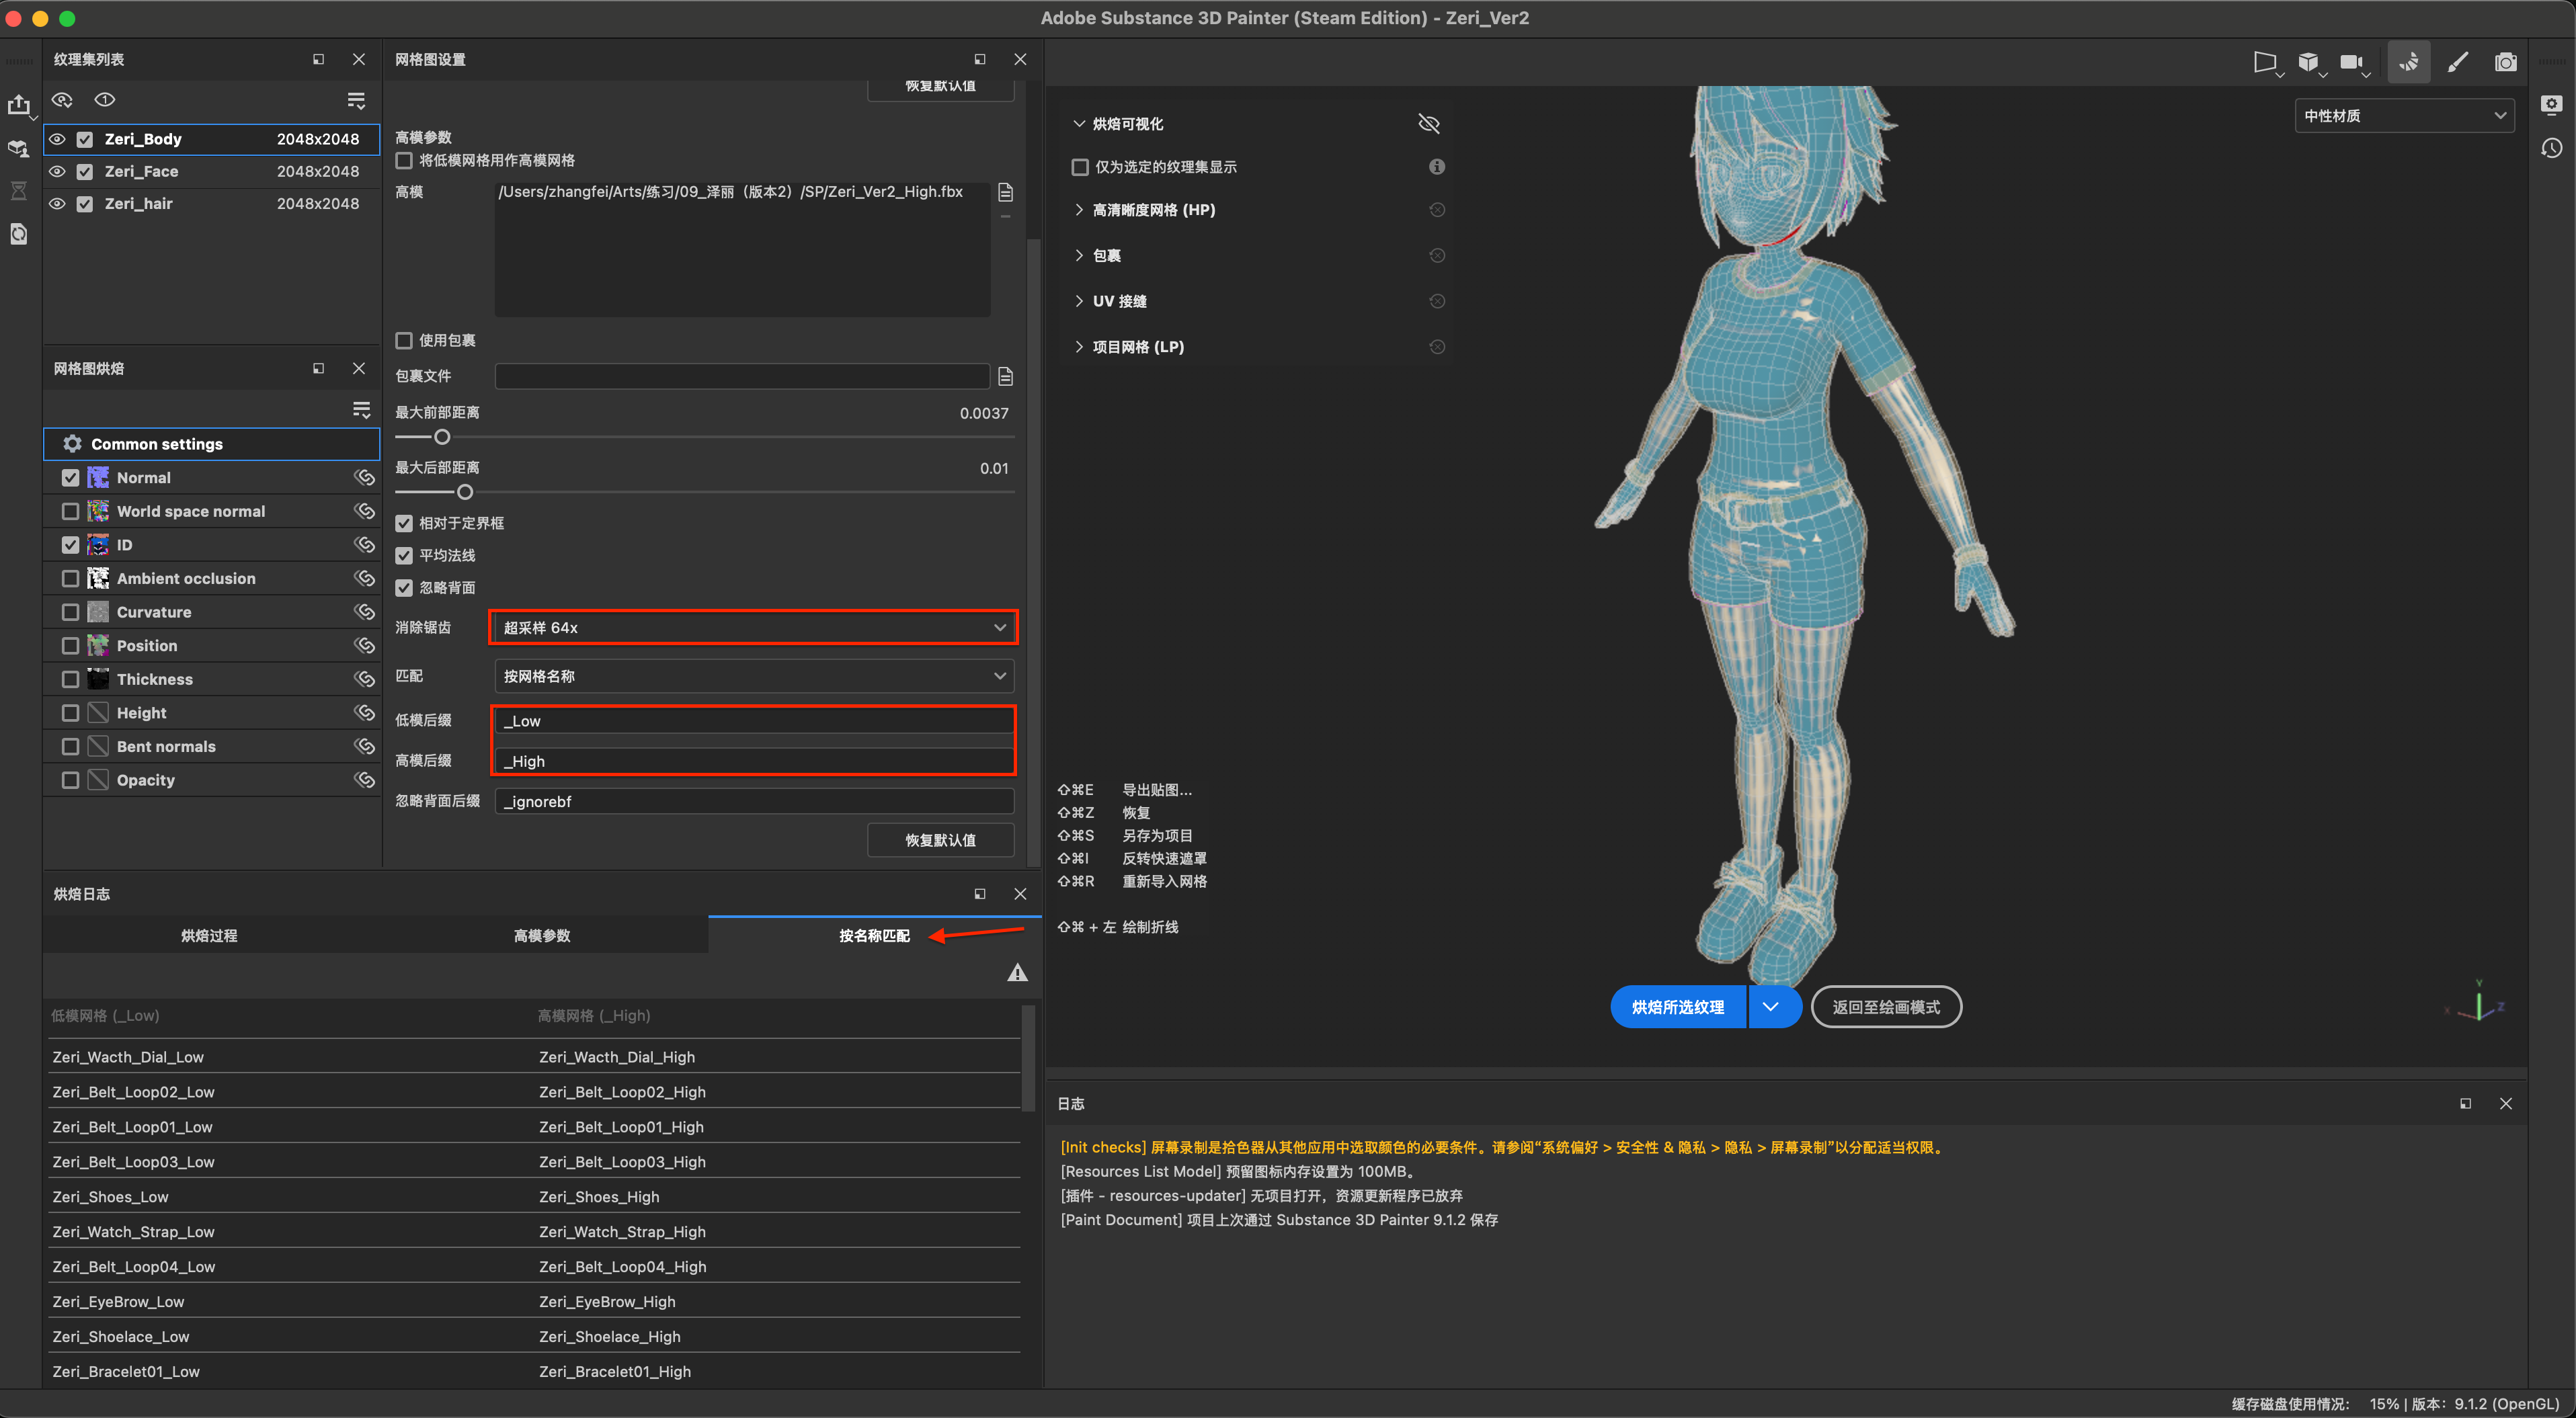 Adobe Substance 3D Painter (Steam Edition) - Zeri_Ver2
纹理集列表
Zeri_Body 2048x2048
Zeri_Face 2048x2048
Zeri_hair 2048x2048
网格图烘焙
Common settings
Normal
World space normal
ID
Ambient occlusion
Curvature
Position
Thickness
Height
Bent normals
Opacity
网格图设置
恢复默认值
高模参数
将低模网格用作高模网格
高模 /Users/zhangfei/Arts/练习/09_泽丽（版本2）/SP/Zeri_Ver2_High.fbx
使用包裹
包裹文件
最大前部距离 0.0037
最大后部距离 0.01
相对于定界框
平均法线
忽略背面
消除锯齿 超采样 64x
匹配 按网格名称
低模后缀 _Low
高模后缀 _High
忽略背面后缀 _ignorebf
恢复默认值
烘焙日志
烘焙过程 高模参数 按名称匹配
低模网格 (_Low) 高模网格 (_High)
Zeri_Wacth_Dial_Low Zeri_Wacth_Dial_High
Zeri_Belt_Loop02_Low Zeri_Belt_Loop02_High
Zeri_Belt_Loop01_Low Zeri_Belt_Loop01_High
Zeri_Belt_Loop03_Low Zeri_Belt_Loop03_High
Zeri_Shoes_Low Zeri_Shoes_High
Zeri_Watch_Strap_Low Zeri_Watch_Strap_High
Zeri_Belt_Loop04_Low Zeri_Belt_Loop04_High
Zeri_EyeBrow_Low Zeri_EyeBrow_High
Zeri_Shoelace_Low Zeri_Shoelace_High
Zeri_Bracelet01_Low Zeri_Bracelet01_High
烘焙可视化
仅为选定的纹理集显示
高清晰度网格 (HP)
包裹
UV 接缝
项目网格 (LP)
中性材质
⇧⌘E 导出贴图...
⇧⌘Z 恢复
⇧⌘S 另存为项目
⇧⌘I 反转快速遮罩
⇧⌘R 重新导入网格
⇧⌘ + 左 绘制折线
烘焙所选纹理
返回至绘画模式
Y
X
Z
日志
[Init checks] 屏幕录制是拾色器从其他应用中选取颜色的必要条件。请参阅“系统偏好 > 安全性 & 隐私 > 隐私 > 屏幕录制”以分配适当权限。
[Resources List Model] 预留图标内存设置为 100MB。
[插件 - resources-updater] 无项目打开，资源更新程序已放弃
[Paint Document] 项目上次通过 Substance 3D Painter 9.1.2 保存
缓存磁盘使用情况: 15% | 版本: 9.1.2 (OpenGL)